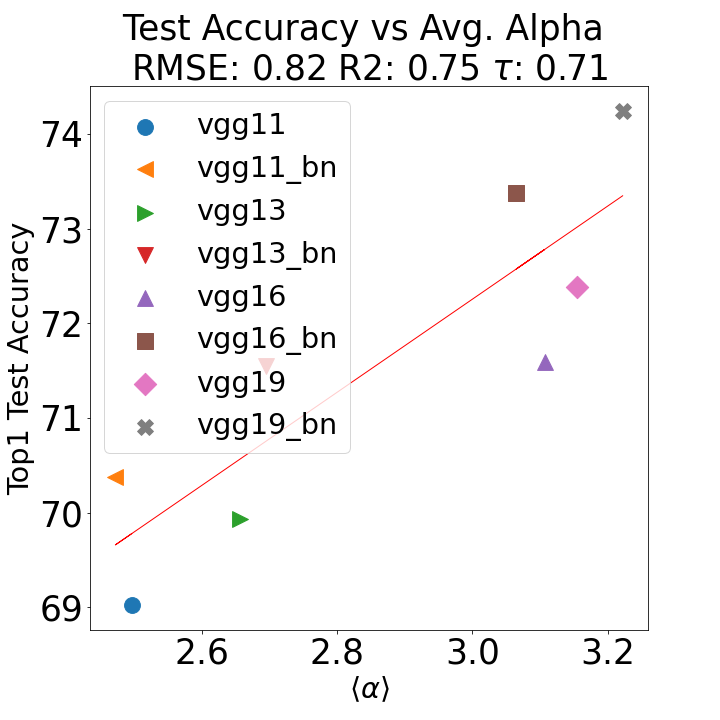 Test Accuracy vs Avg. Alpha
RMSE: 0.82 R2: 0.75 τ: 0.71
Top1 Test Accuracy
74
73
72
71
70
69
vgg11
vgg11_bn
vgg13
vgg13_bn
vgg16
vgg16_bn
vgg19
vgg19_bn
2.6 2.8 3.0 3.2
⟨α⟩